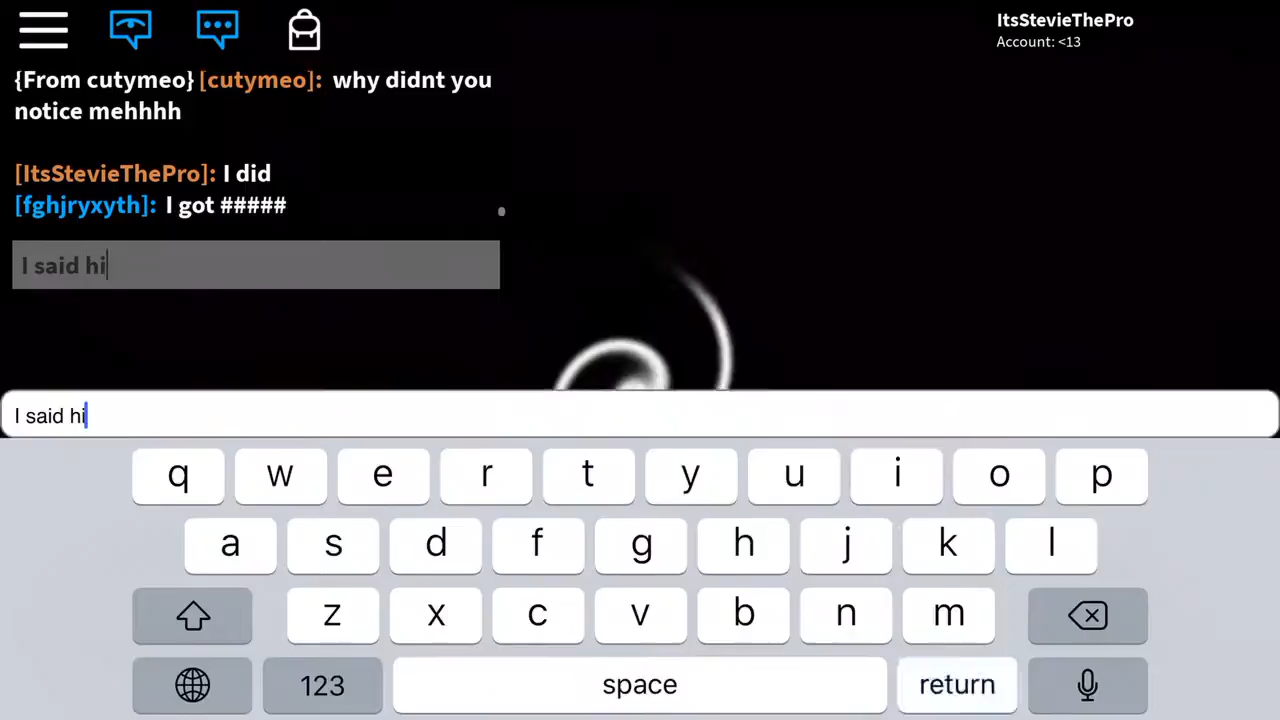 ItsStevieThePro
Account: <13
{From cutymeo} [cutymeo]: why didnt you
notice mehhhh
[ItsStevieThePro]: I did
[fghjryxyth]: I got #####
I said hi
I said hi
q w e r t y u i o p
a s d f g h j k l
z x c v b n m
123 space return